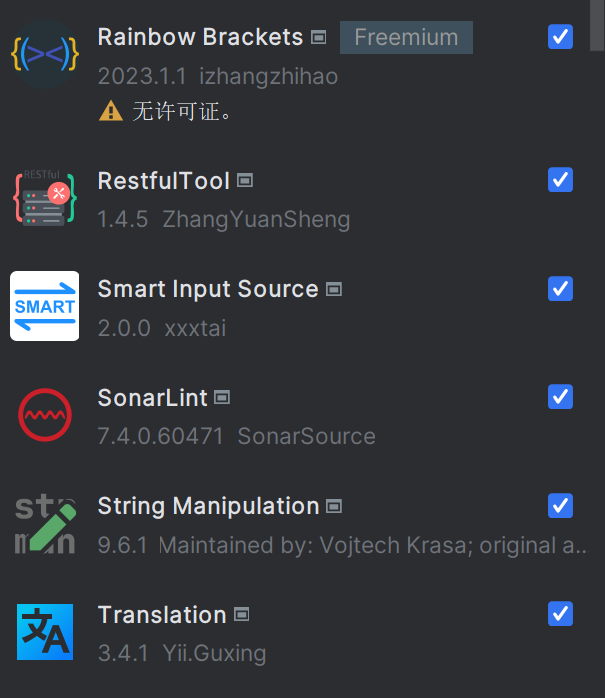 Rainbow Brackets Freemium
2023.1.1 izhangzhihao
无许可证。
RESTful
RestfulTool
1.4.5 ZhangYuanSheng
SMART
Smart Input Source
2.0.0 xxxtai
SonarLint
7.4.0.60471 SonarSource
String Manipulation
9.6.1 Maintained by: Vojtech Krasa; original a..
Translation
3.4.1 Yii.Guxing